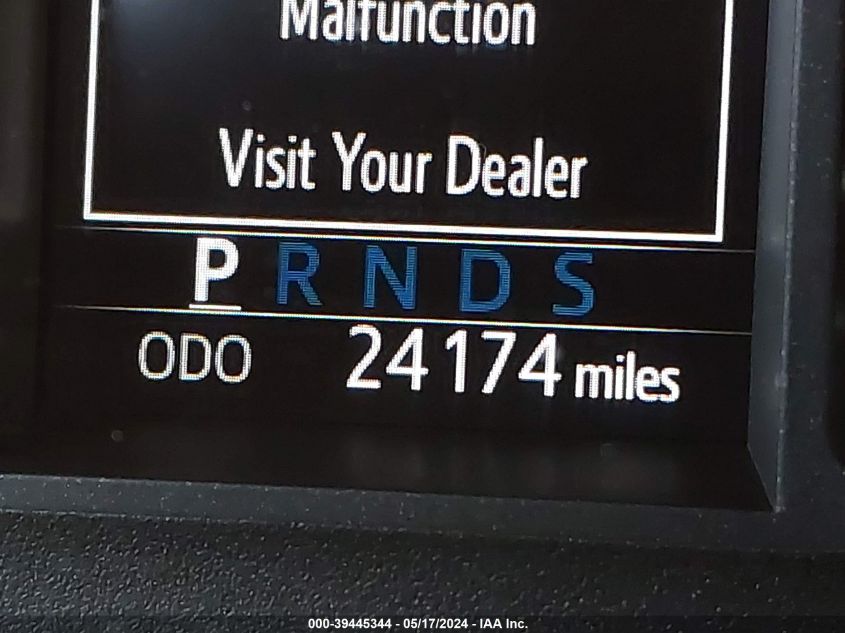 Malfunction
Visit Your Dealer
P R N D S
ODO 24174 miles
000-39445344 - 05/17/2024 - IAA Inc.